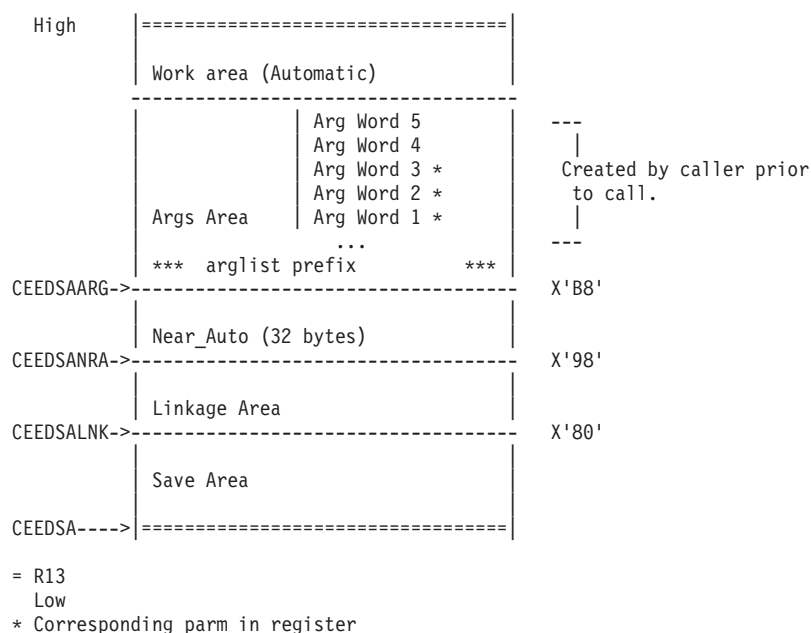 High
Work area (Automatic)
Arg Word 5
---
Arg Word 4
Arg Word 3 * Created by caller prior
Arg Word 2 * to call.
Args Area Arg Word 1 *
... ---
*** arglist prefix ***
CEEDSAARG-> X'B8'
Near_Auto (32 bytes)
CEEDSANRA-> X'98'
Linkage Area
CEEDSALNK-> X'80'
Save Area
CEEDSA---->
= R13
Low
* Corresponding parm in register